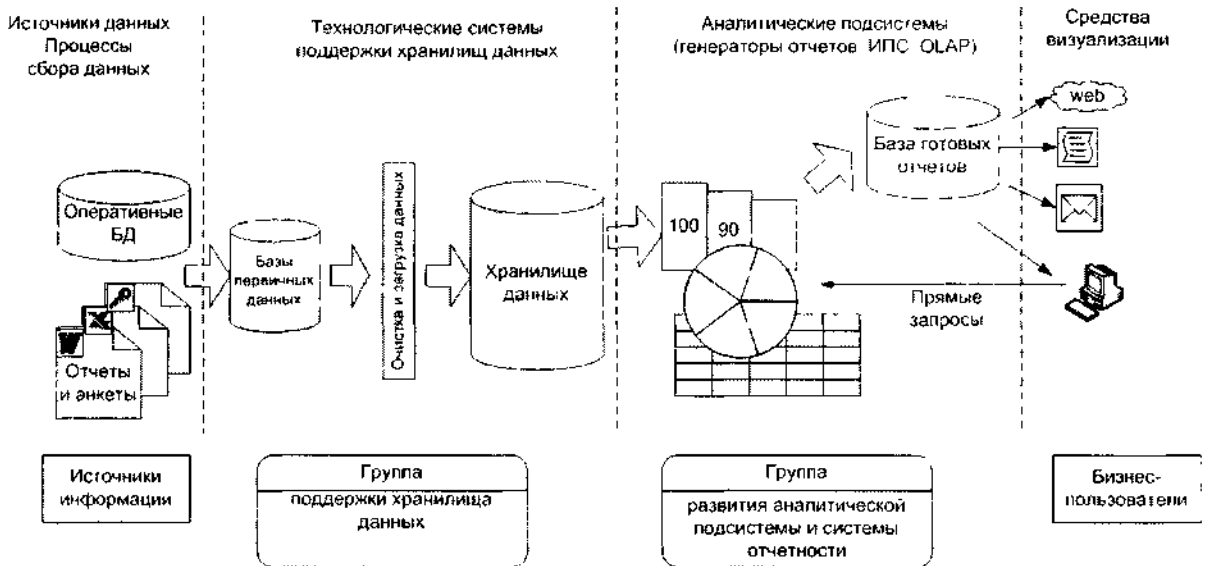 Источники данных
Процессы
сбора данных
Технологические системы
поддержки хранилищ данных
Аналитические подсистемы
(генераторы отчетов ИПС OLAP)
Средства
визуализации
Оперативные
БД
W
X
Отчеты
и анкеты
Базы
первичных
данных
Очистка и загрузка данных
Хранилище
данных
100
90
База готовых
отчетов
web
Прямые
запросы
Источники
информации
Группа
поддержки хранилища
данных
Группа
развития аналитической
подсистемы и системы
отчетности
Бизнес-
пользователи